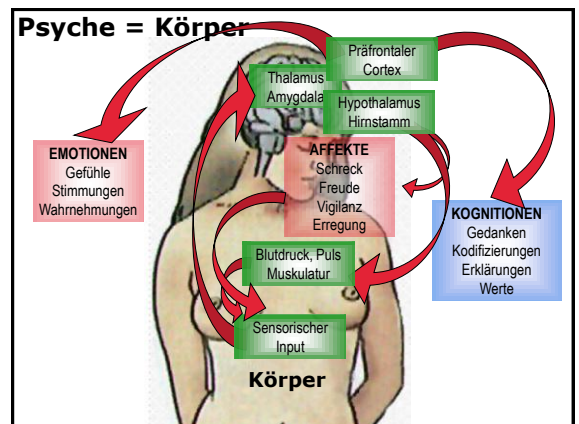 Psyche = Körper
Präfrontaler
Cortex
Thalamus
Amygdala
Hypothalamus
Hirnstamm
EMOTIONEN
Gefühle
Stimmungen
Wahrnehmungen
AFFEKTE
Schreck
Freude
Vigilanz
Erregung
KOGNITIONEN
Gedanken
Kodifizierungen
Erklärungen
Werte
Blutdruck, Puls
Muskulatur
Sensorischer
Input
Körper